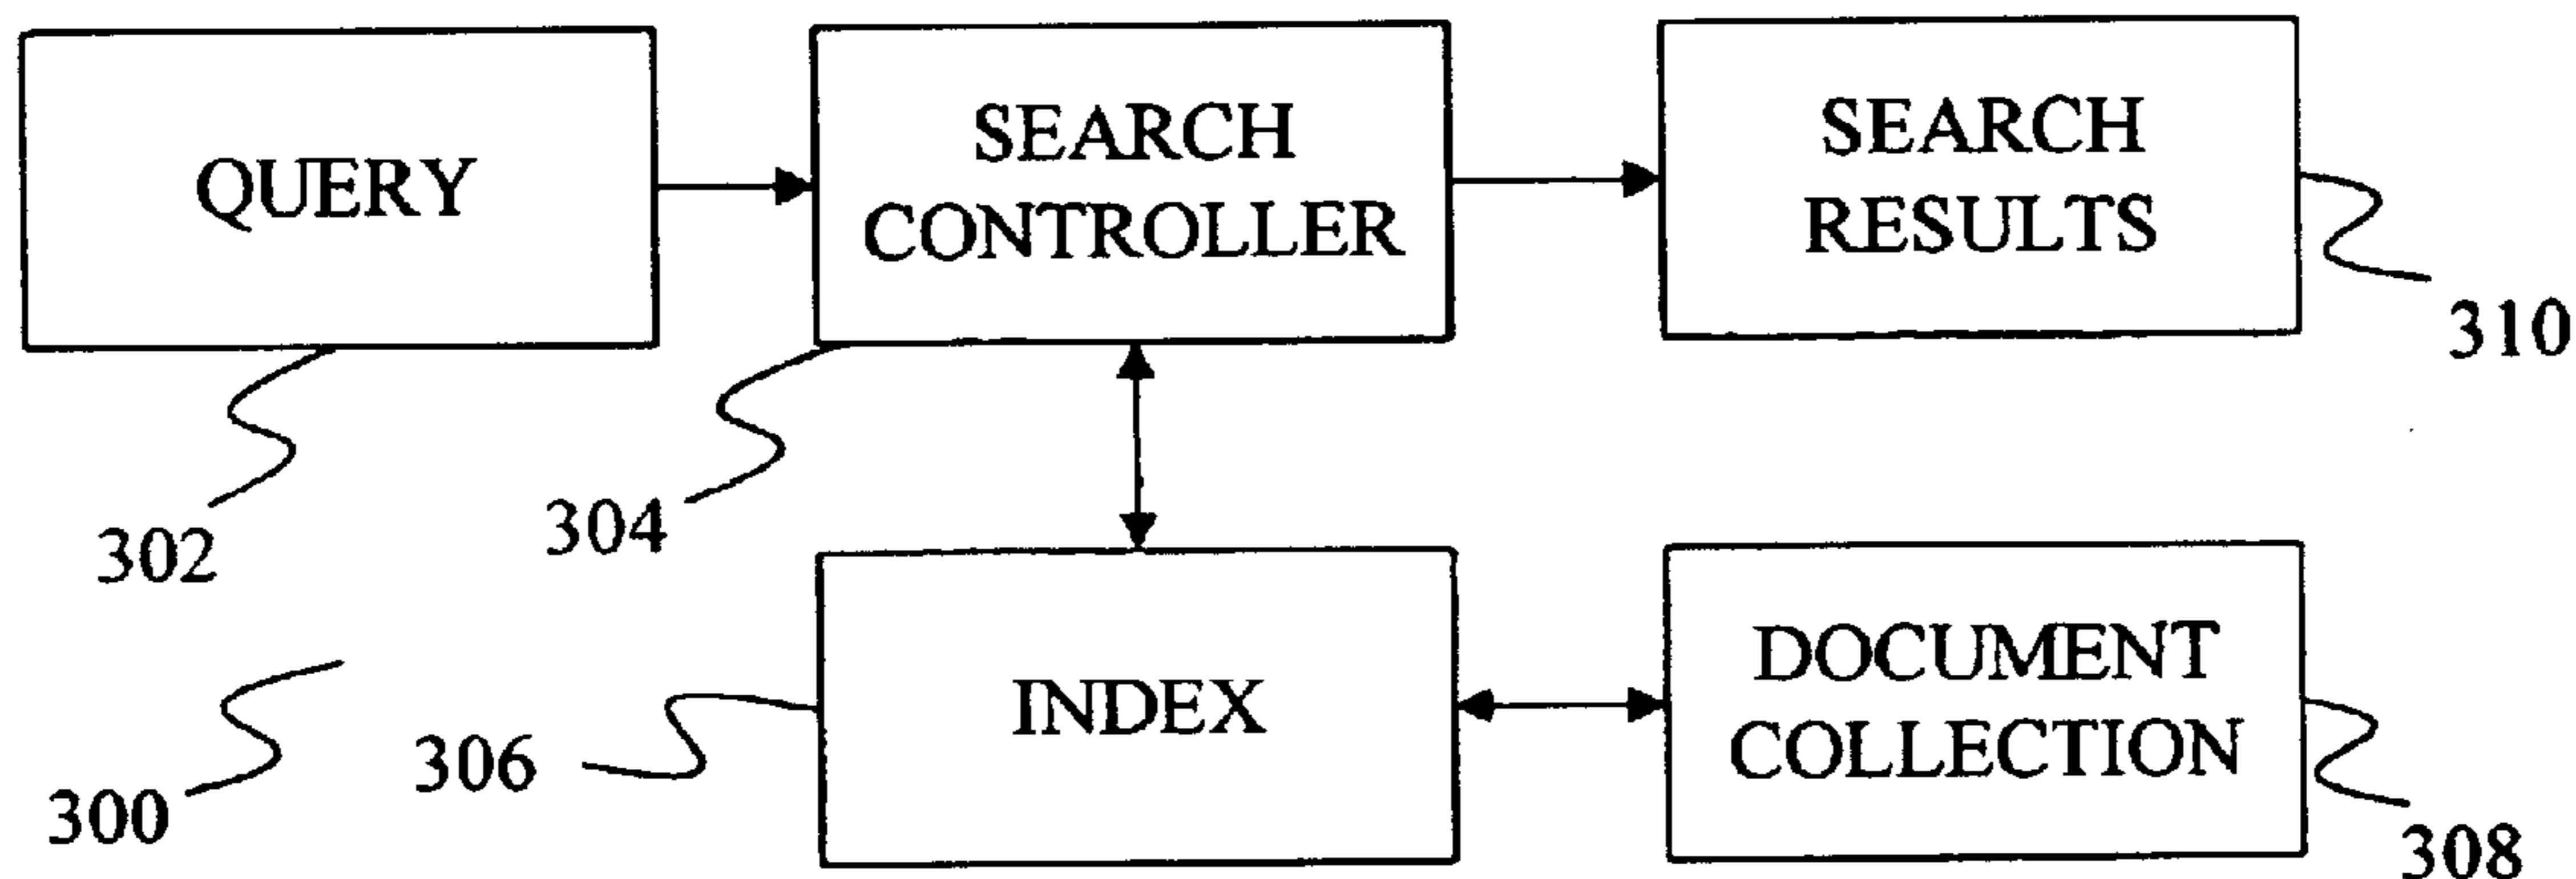 QUERY
SEARCH
CONTROLLER
SEARCH
RESULTS
310
302
304
INDEX
DOCUMENT
COLLECTION
300
306
308